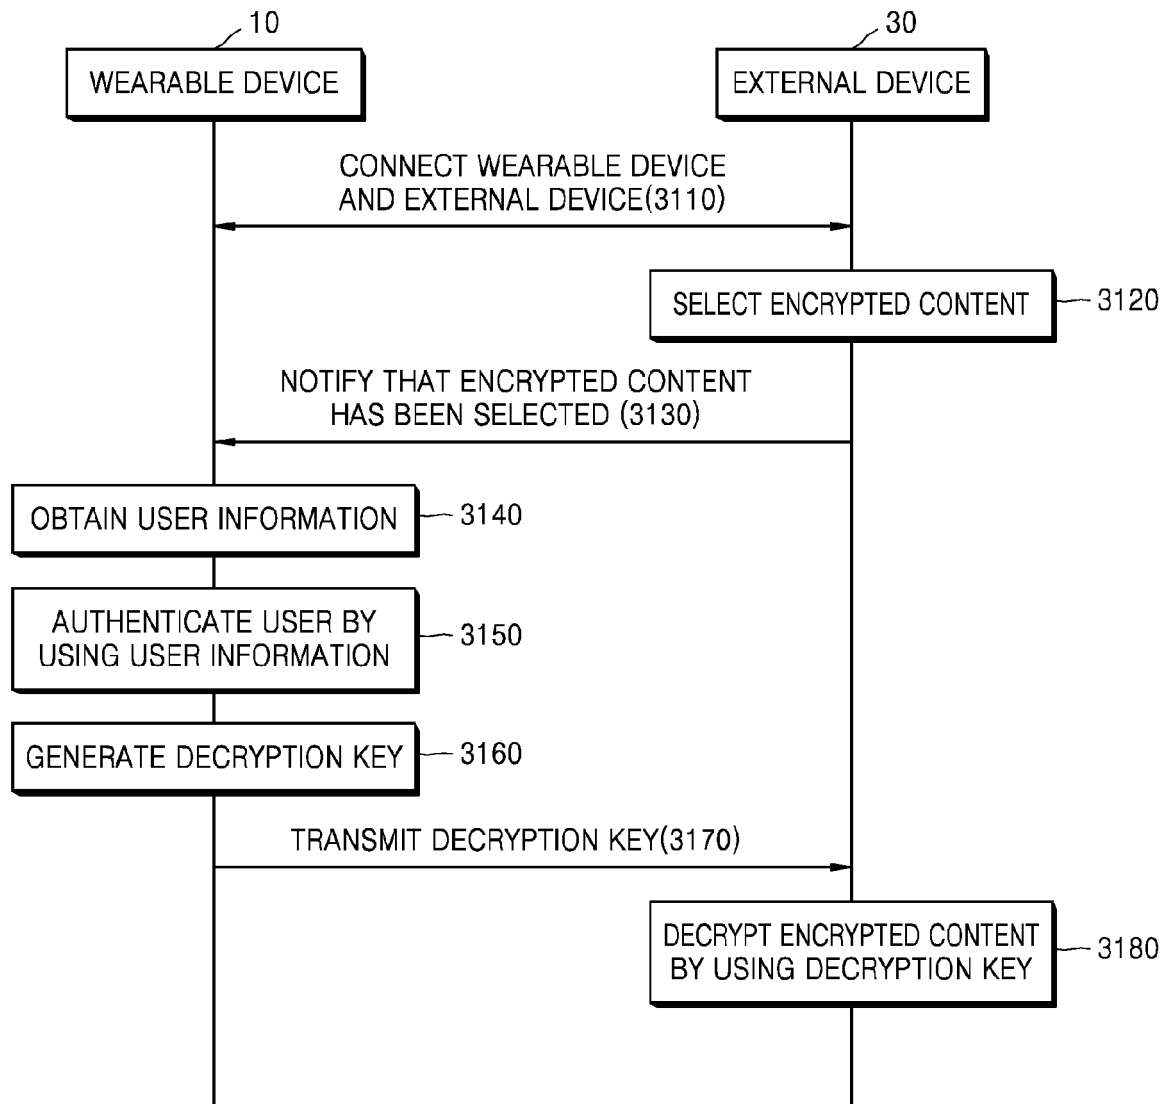 10
30
WEARABLE DEVICE
EXTERNAL DEVICE
CONNECT WEARABLE DEVICE
AND EXTERNAL DEVICE(3110)
SELECT ENCRYPTED CONTENT
3120
NOTIFY THAT ENCRYPTED CONTENT
HAS BEEN SELECTED (3130)
OBTAIN USER INFORMATION
3140
AUTHENTICATE USER BY
USING USER INFORMATION
3150
GENERATE DECRYPTION KEY
3160
TRANSMIT DECRYPTION KEY(3170)
DECRYPT ENCRYPTED CONTENT
BY USING DECRYPTION KEY
3180